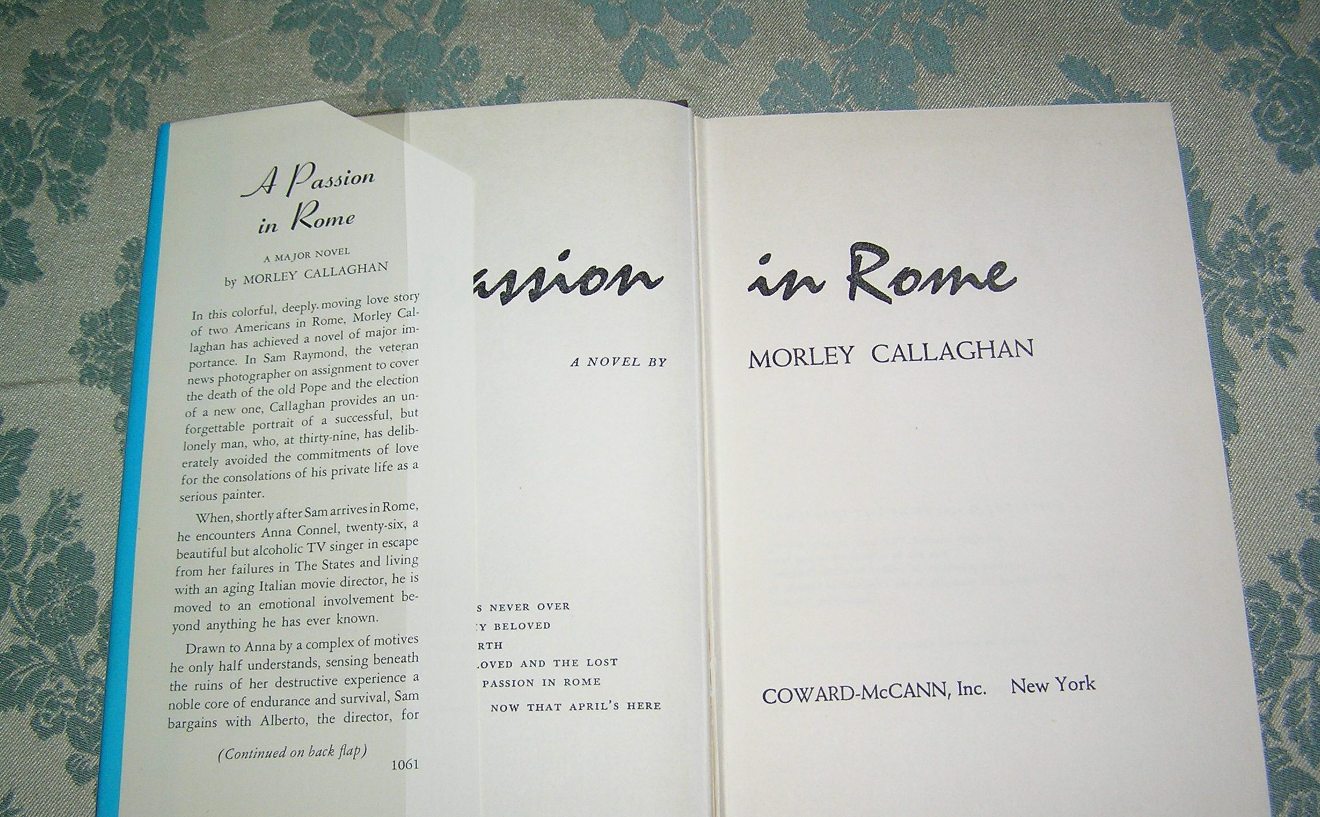 A Passion
in Rome
A MAJOR NOVEL
by MORLEY CALLAGHAN
In this colorful, deeply moving love story
of two Americans in Rome, Morley Cal-
laghan has achieved a novel of major im-
portance. In Sam Raymond, the veteran
news photographer on assignment to cover
the death of the old Pope and the election
of a new one, Callaghan provides an un-
forgettable portrait of a successful, but
lonely man, who, at thirty-nine, has delib-
erately avoided the commitments of love
for the consolations of his private life as a
serious painter.
When, shortly after Sam arrives in Rome,
he encounters Anna Connel, twenty-six, a
beautiful but alcoholic TV singer in escape
from her failures in The States and living
with an aging Italian movie director, he is
moved to an emotional involvement be-
yond anything he has ever known.
Drawn to Anna by a complex of motives
he only half understands, sensing beneath
the ruins of her destructive experience a
noble core of endurance and survival, Sam
bargains with Alberto, the director, for
(Continued on back flap)
1061
assion in Rome
A NOVEL BY MORLEY CALLAGHAN
S NEVER OVER
Y BELOVED
RTH
LOVED AND THE LOST
PASSION IN ROME
NOW THAT APRIL'S HERE
COWARD-McCANN, Inc. New York